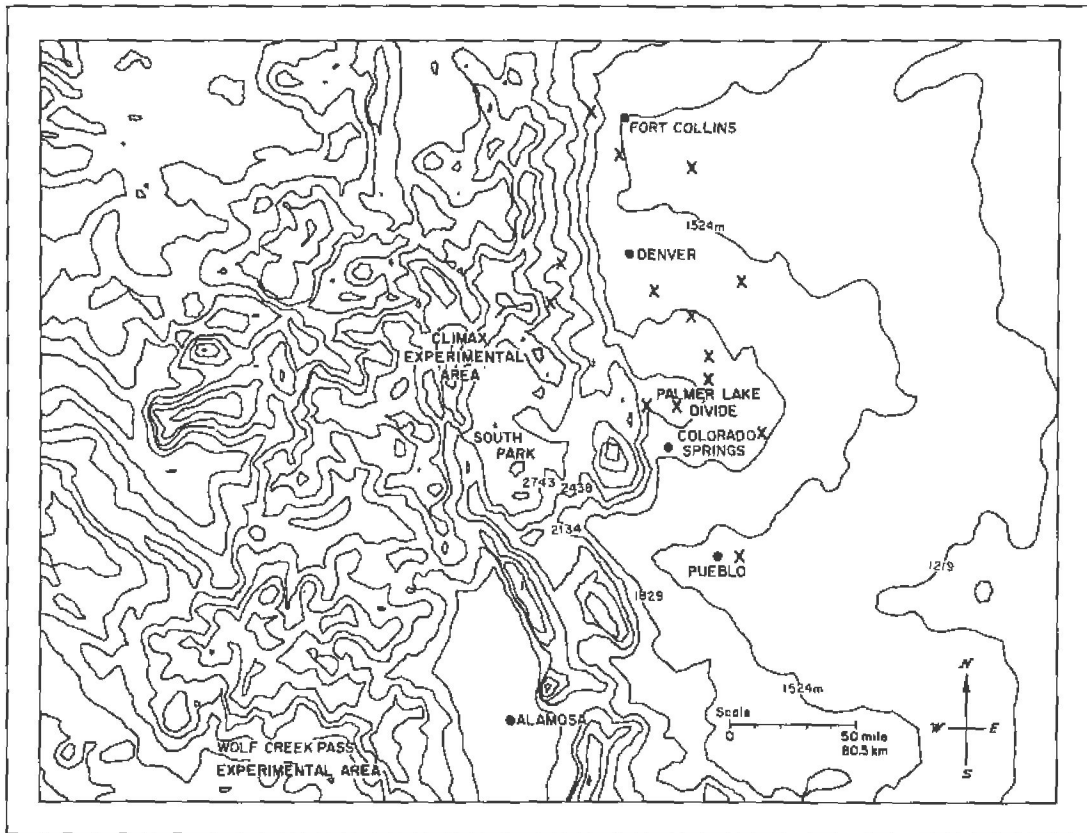 FORT COLLINS
1524m
DENVER
CLIMAX
EXPERIMENTAL
AREA
PALMER LAKE
DIVIDE
SOUTH
PARK
COLORADO
SPRINGS
2743
2438
2134
PUEBLO
1219
1829
1524m
N
W E
S
Scale
0 50 mile
80.5 km
ALAMOSA
WOLF CREEK PASS
EXPERIMENTAL AREA